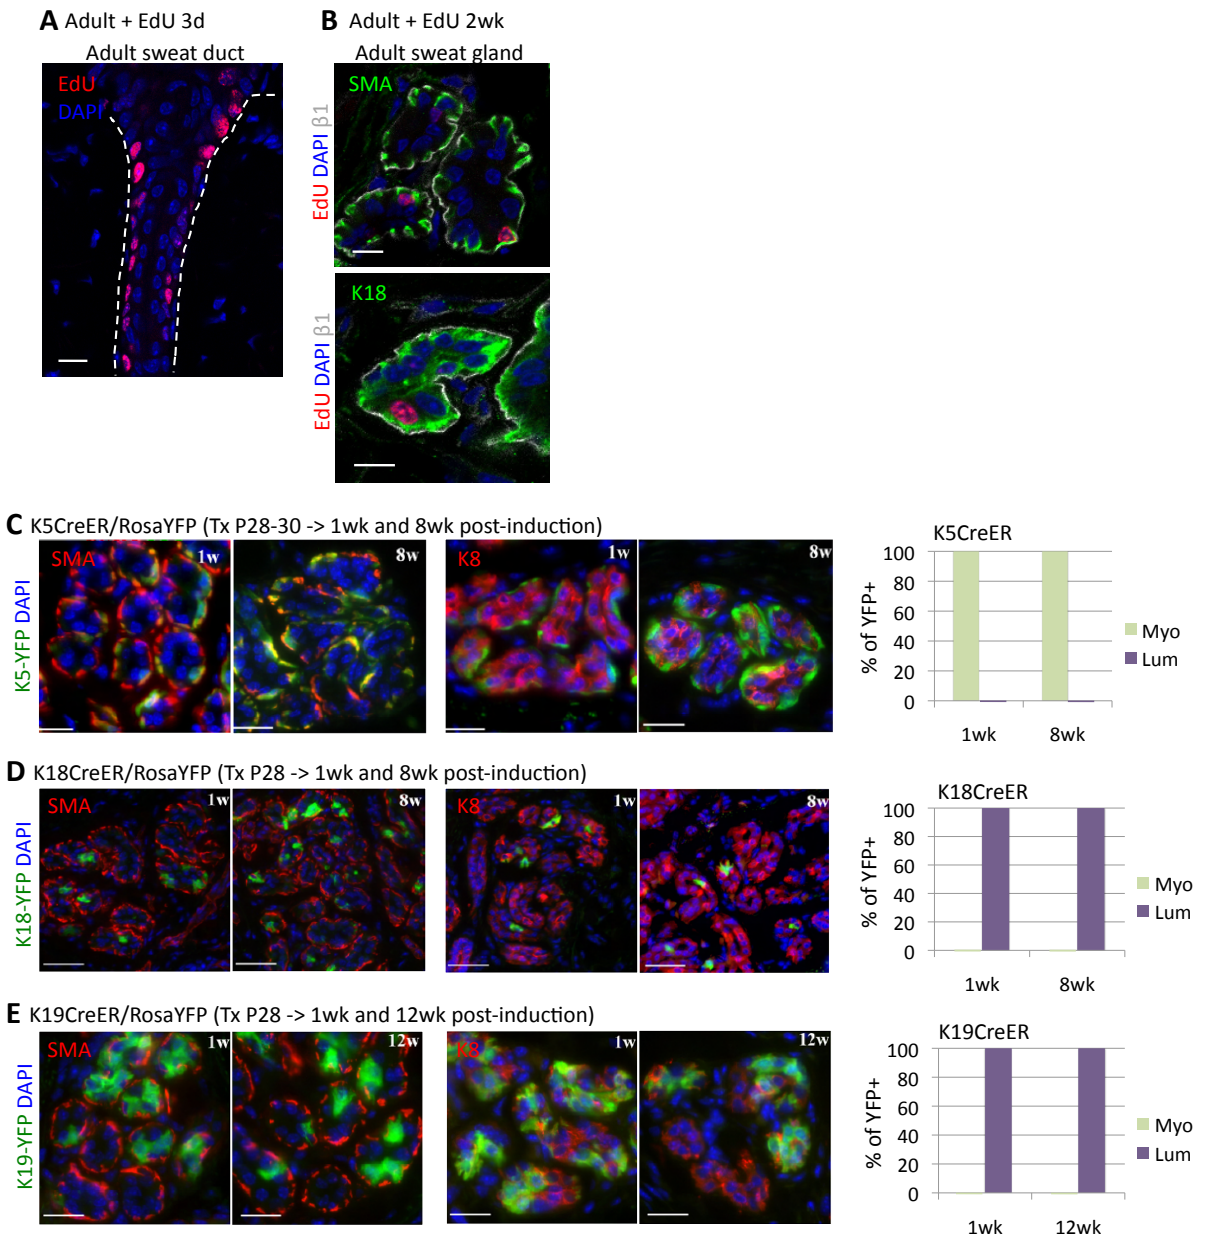 A Adult + EdU 3d
Adult sweat duct
EdU
DAPI
B Adult + EdU 2wk
Adult sweat gland
SMA
EdU DAPI β1
K18
EdU DAPI β1
C K5CreER/RosaYFP (Tx P28-30 -> 1wk and 8wk post-induction)
K5-YFP DAPI
SMA
1w
8w
K8
1w
8w
K5CreER
% of YFP+
100
80
60
40
20
0
1wk
8wk
Myo
Lum
D K18CreER/RosaYFP (Tx P28 -> 1wk and 8wk post-induction)
K18-YFP DAPI
SMA
1w
8w
K8
1w
8w
K18CreER
% of YFP+
100
80
60
40
20
0
1wk
8wk
Myo
Lum
E K19CreER/RosaYFP (Tx P28 -> 1wk and 12wk post-induction)
K19-YFP DAPI
SMA
1w
12w
K8
1w
12w
K19CreER
% of YFP+
100
80
60
40
20
0
1wk
12wk
Myo
Lum